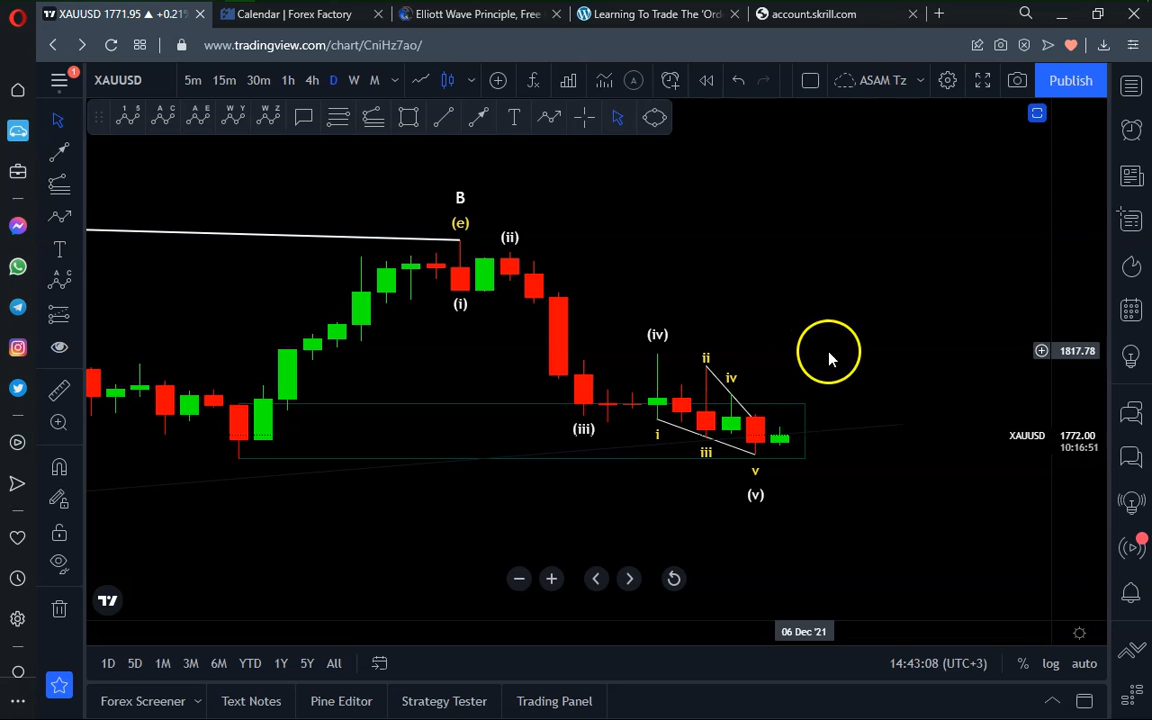 XAUUSD 1771.95 ▲ +0.21%
Calendar | Forex Factory
Elliott Wave Principle, Free
Learning To Trade The 'Ord
account.skrill.com
www.tradingview.com/chart/CniHz7ao/
1
XAUUSD
5m 15m 30m 1h 4h D W M
A
ASAM Tz
Publish
1 5
A C
A E
W Y
W Z
T
B
(e)
(ii)
(i)
(iv)
ii
iv
1817.78
(iii)
i
iii
v
(v)
XAUUSD 1772.00
10:16:51
T
A C
06 Dec '21
1D 5D 1M 3M 6M YTD 1Y 5Y All
14:43:08 (UTC+3)
% log auto
Forex Screener
Text Notes
Pine Editor
Strategy Tester
Trading Panel